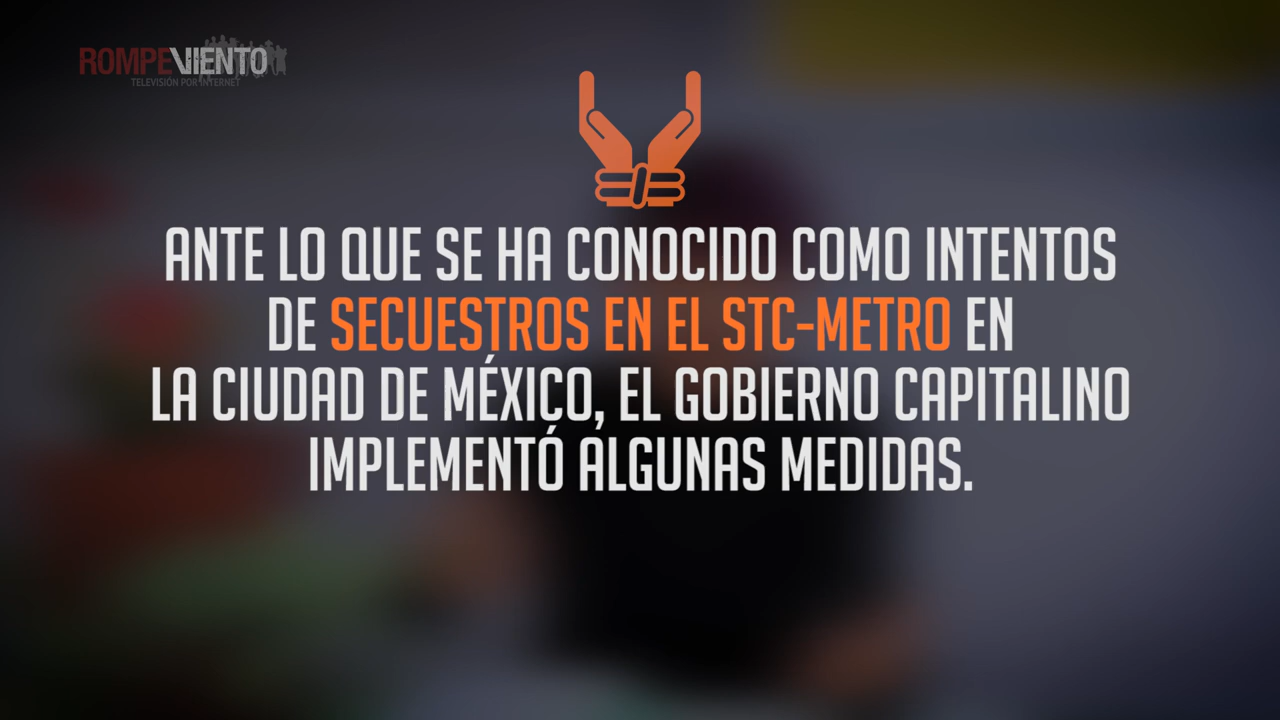 ROMPEVIENTO
TELEVISIÓN POR INTERNET
ANTE LO QUE SE HA CONOCIDO COMO INTENTOS
DE SECUESTROS EN EL STC-METRO EN
LA CIUDAD DE MÉXICO, EL GOBIERNO CAPITALINO
IMPLEMENTÓ ALGUNAS MEDIDAS.